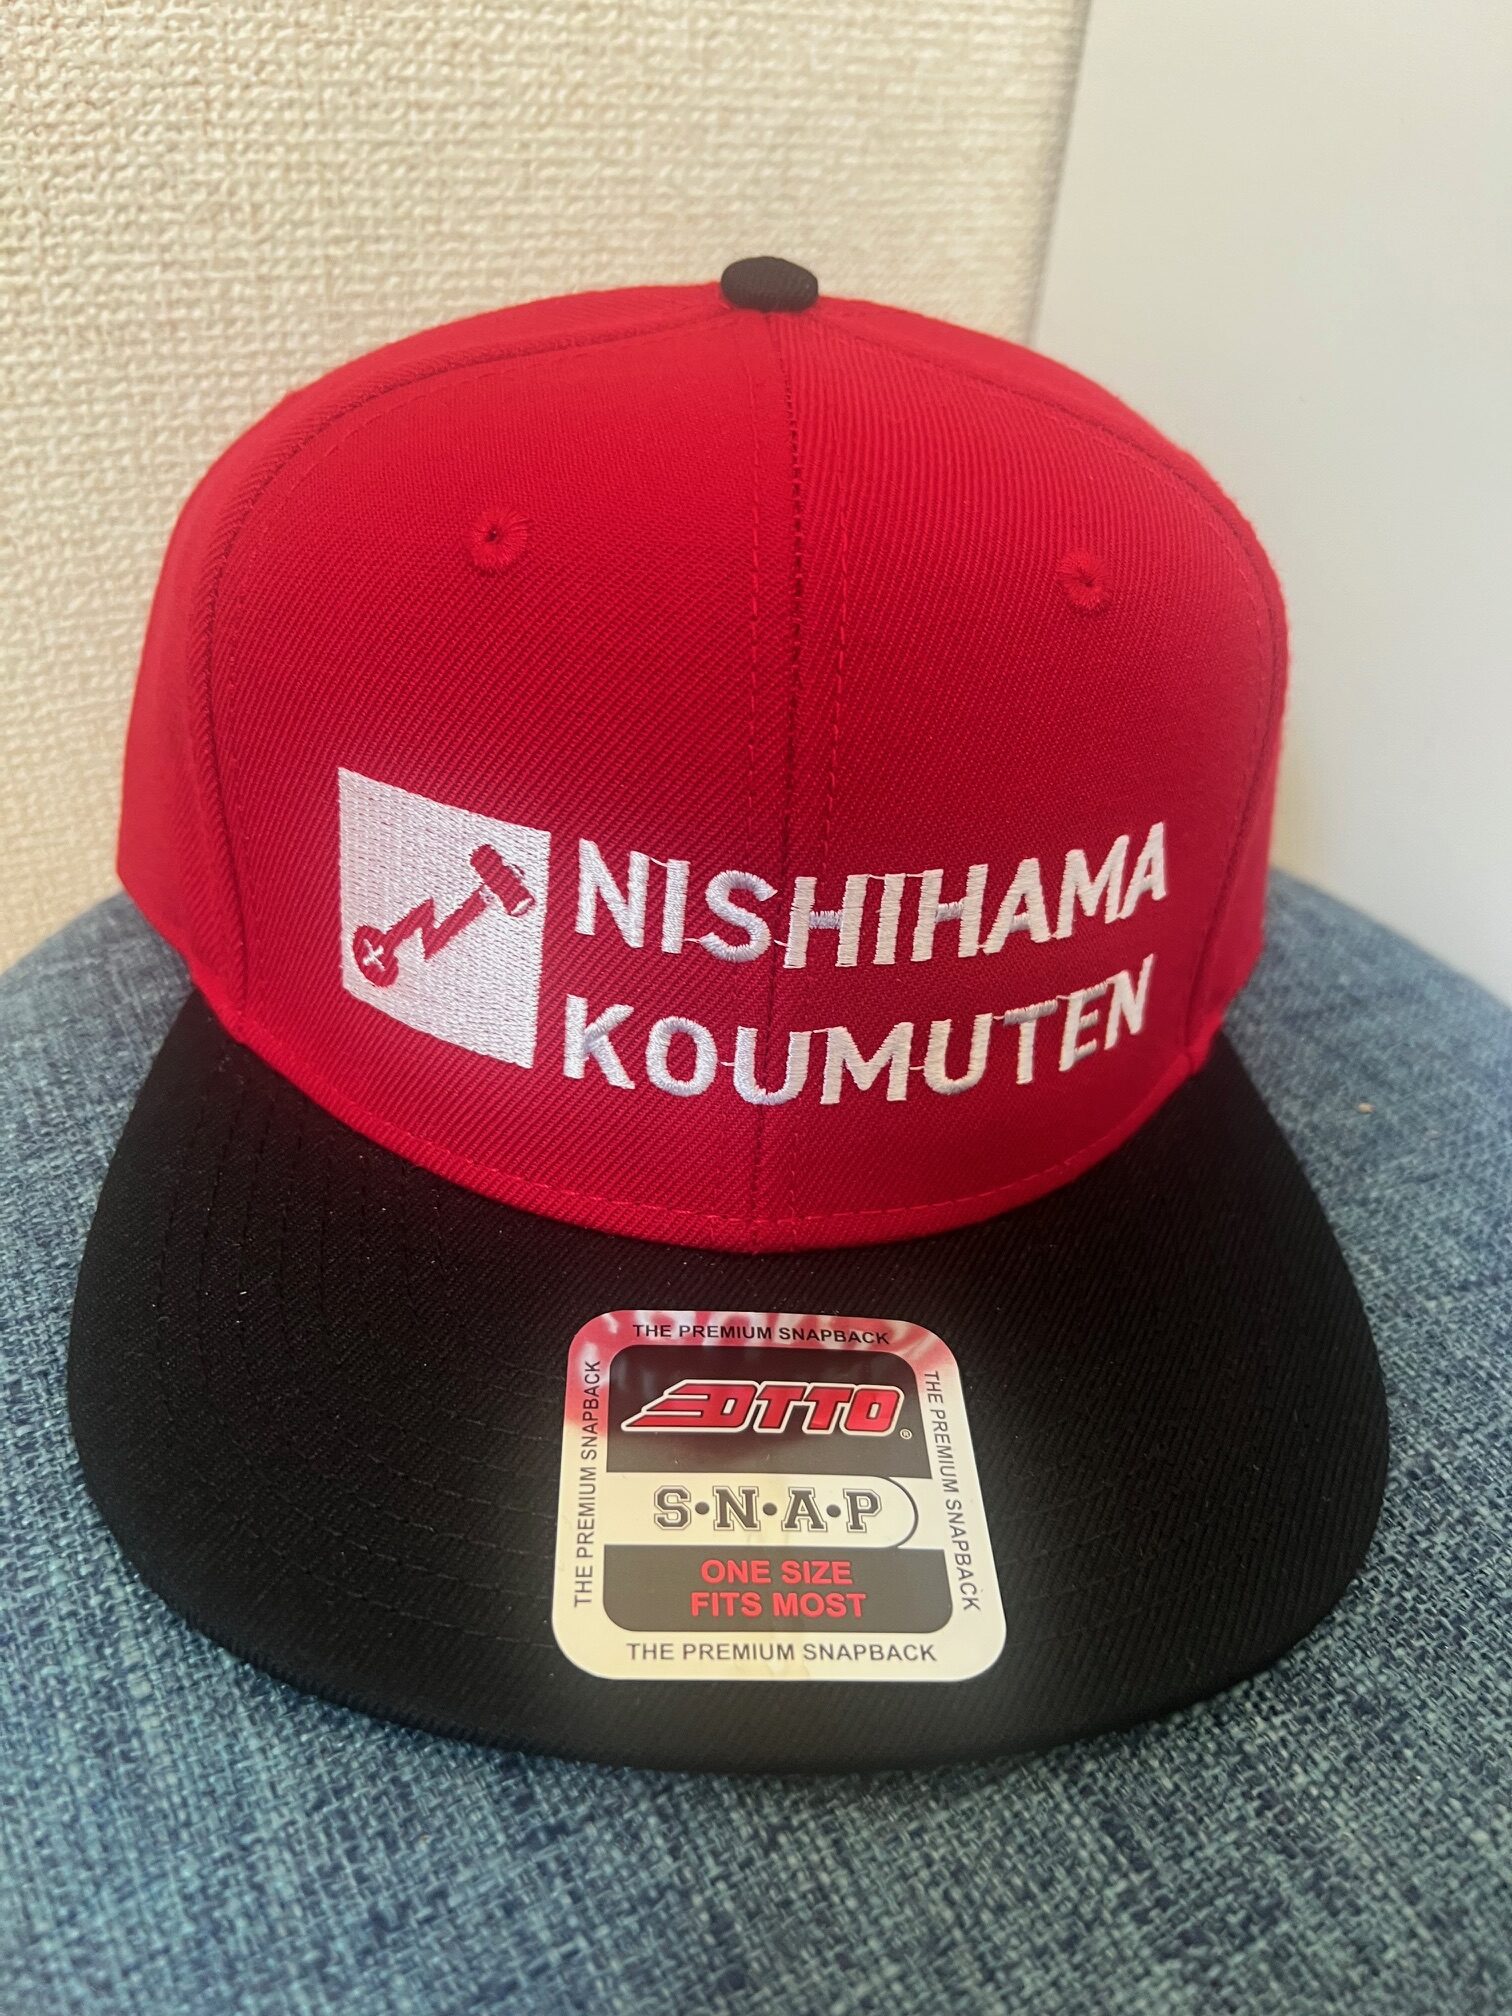 NISHIHAMA
KOUMUTEN
THE PREMIUM SNAPBACK
THE PREMIUM SNAPBACK
THE PREMIUM SNAPBACK
OTTO®
S·N·A·P
ONE SIZE
FITS MOST
THE PREMIUM SNAPBACK